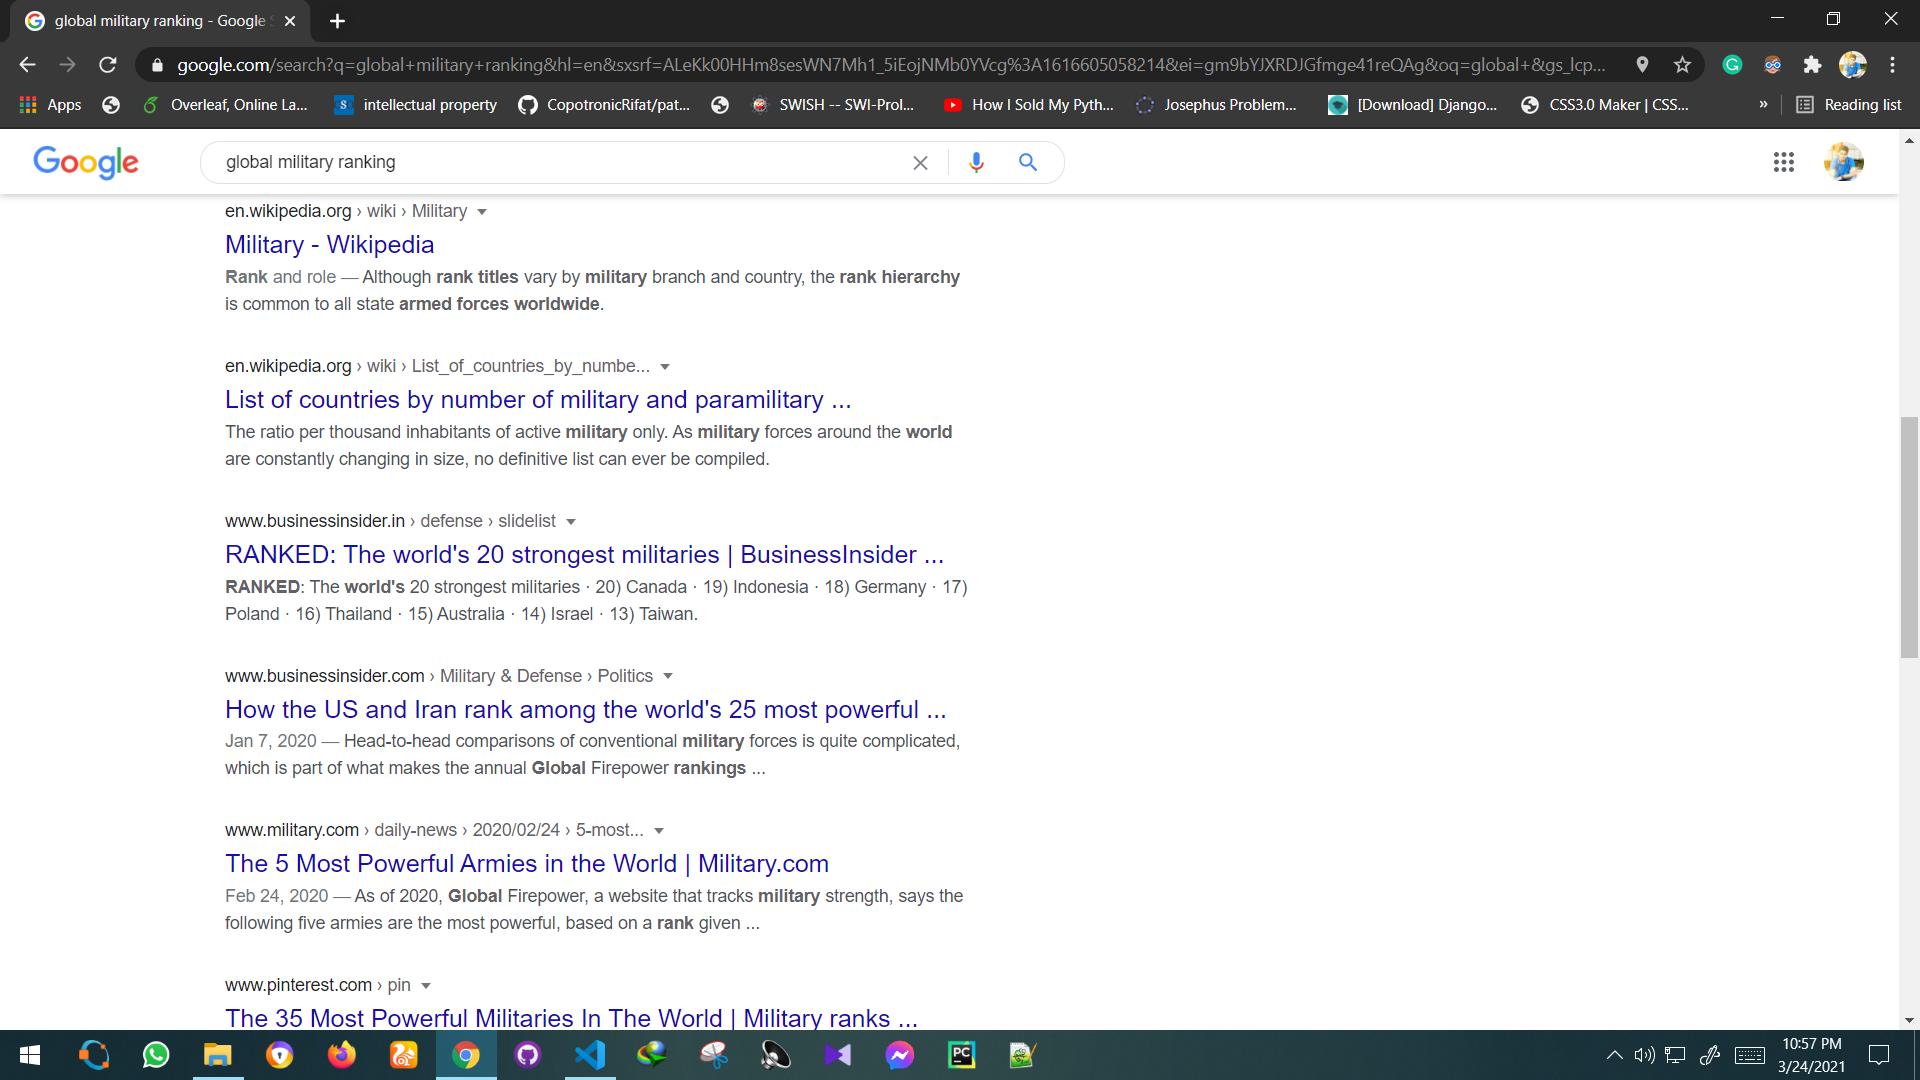 global military ranking - Google S
google.com/search?q=global+military+ranking&hl=en&sxsrf=ALeKk00HHm8sesWN7Mh1_5iEojNMb0YVcg%3A1616605058214&ei=gm9bYJXRDJGfmge41reQAg&oq=global+&gs_lcp...
Apps Overleaf, Online La... S intellectual property CopotronicRifat/pat... SWISH -- SWI-Prol... How I Sold My Pyth... Josephus Problem... [Download] Django... CSS3.0 Maker | CSS... » Reading list
Google global military ranking
en.wikipedia.org › wiki › Military
Military - Wikipedia
Rank and role — Although rank titles vary by military branch and country, the rank hierarchy
is common to all state armed forces worldwide.
en.wikipedia.org › wiki › List_of_countries_by_numbe...
List of countries by number of military and paramilitary ...
The ratio per thousand inhabitants of active military only. As military forces around the world
are constantly changing in size, no definitive list can ever be compiled.
www.businessinsider.in › defense › slidelist
RANKED: The world's 20 strongest militaries | BusinessInsider ...
RANKED: The world's 20 strongest militaries · 20) Canada · 19) Indonesia · 18) Germany · 17)
Poland · 16) Thailand · 15) Australia · 14) Israel · 13) Taiwan.
www.businessinsider.com › Military & Defense › Politics
How the US and Iran rank among the world's 25 most powerful ...
Jan 7, 2020 — Head-to-head comparisons of conventional military forces is quite complicated,
which is part of what makes the annual Global Firepower rankings ...
www.military.com › daily-news › 2020/02/24 › 5-most...
The 5 Most Powerful Armies in the World | Military.com
Feb 24, 2020 — As of 2020, Global Firepower, a website that tracks military strength, says the
following five armies are the most powerful, based on a rank given ...
www.pinterest.com › pin
The 35 Most Powerful Militaries In The World | Military ranks ...
PC
10:57 PM
3/24/2021